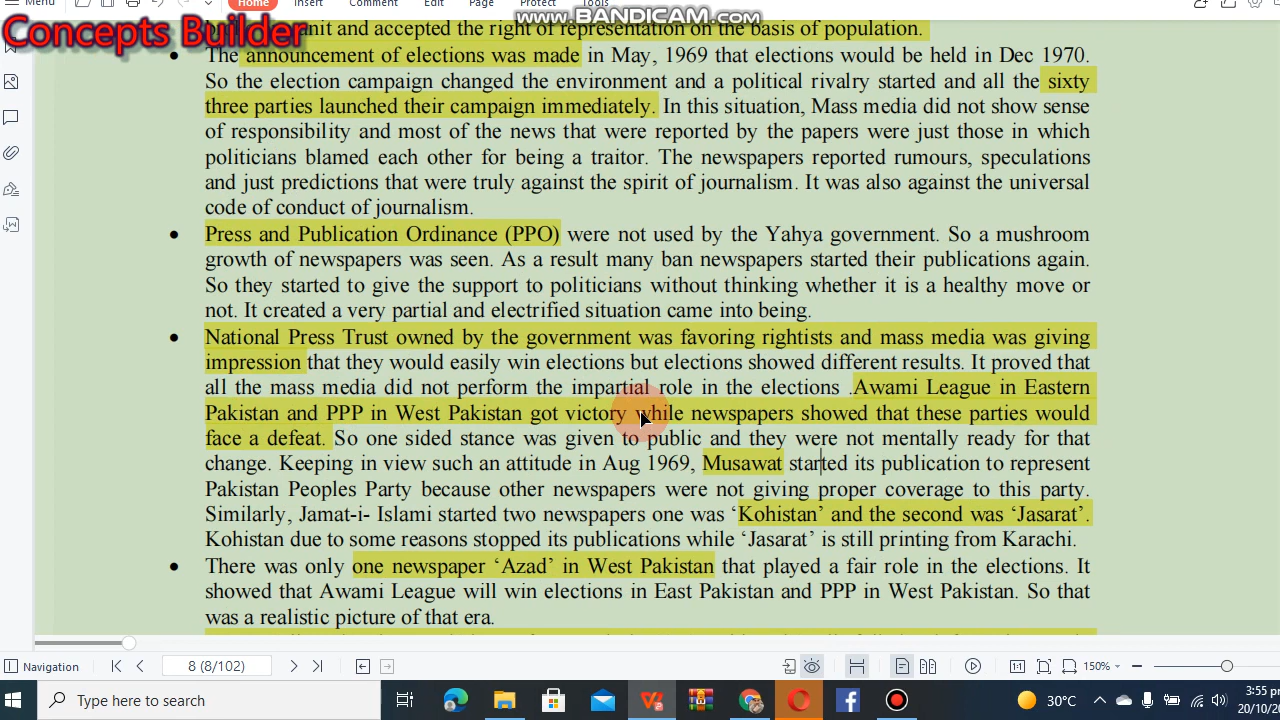 Menu Home Insert Comment Edit Page Protect Tools
www.BANDICAM.com
Concepts Builder
unit and accepted the right of representation on the basis of population.
• The announcement of elections was made in May, 1969 that elections would be held in Dec 1970.
So the election campaign changed the environment and a political rivalry started and all the sixty
three parties launched their campaign immediately. In this situation, Mass media did not show sense
of responsibility and most of the news that were reported by the papers were just those in which
politicians blamed each other for being a traitor. The newspapers reported rumours, speculations
and just predictions that were truly against the spirit of journalism. It was also against the universal
code of conduct of journalism.
• Press and Publication Ordinance (PPO) were not used by the Yahya government. So a mushroom
growth of newspapers was seen. As a result many ban newspapers started their publications again.
So they started to give the support to politicians without thinking whether it is a healthy move or
not. It created a very partial and electrified situation came into being.
• National Press Trust owned by the government was favoring rightists and mass media was giving
impression that they would easily win elections but elections showed different results. It proved that
all the mass media did not perform the impartial role in the elections .Awami League in Eastern
Pakistan and PPP in West Pakistan got victory while newspapers showed that these parties would
face a defeat. So one sided stance was given to public and they were not mentally ready for that
change. Keeping in view such an attitude in Aug 1969, Musawat started its publication to represent
Pakistan Peoples Party because other newspapers were not giving proper coverage to this party.
Similarly, Jamat-i- Islami started two newspapers one was ‘Kohistan’ and the second was ‘Jasarat’.
Kohistan due to some reasons stopped its publications while ‘Jasarat’ is still printing from Karachi.
• There was only one newspaper ‘Azad’ in West Pakistan that played a fair role in the elections. It
showed that Awami League will win elections in East Pakistan and PPP in West Pakistan. So that
was a realistic picture of that era.
Navigation 8 (8/102) 150%
Type here to search 30°C 3:55 pm
20/10/20